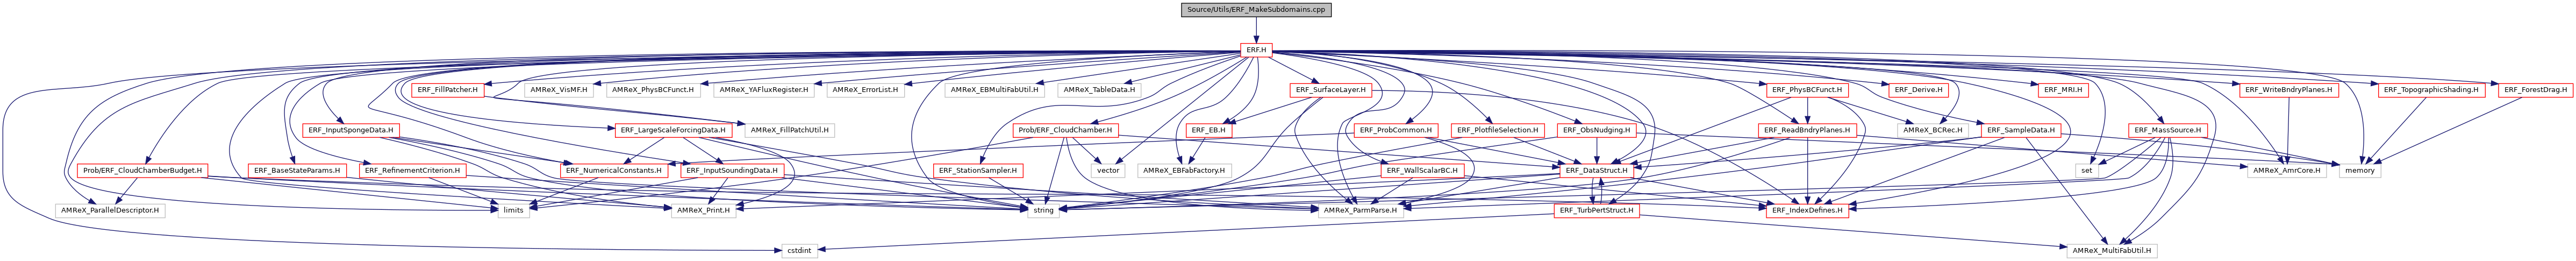 Source/Utils/ERF_MakeSubdomains.cpp
ERF.H
ERF_FillPatcher.H
AMReX_VisMF.H
AMReX_PhysBCFunct.H
AMReX_YAFluxRegister.H
AMReX_ErrorList.H
AMReX_EBMultiFabUtil.H
AMReX_TableData.H
ERF_SurfaceLayer.H
ERF_PhysBCFunct.H
ERF_Derive.H
ERF_MRI.H
ERF_WriteBndryPlanes.H
ERF_TopographicShading.H
ERF_ForestDrag.H
ERF_InputSpongeData.H
ERF_LargeScaleForcingData.H
AMReX_FillPatchUtil.H
Prob/ERF_CloudChamber.H
ERF_EB.H
ERF_ProbCommon.H
ERF_PlotfileSelection.H
ERF_ObsNudging.H
ERF_ReadBndryPlanes.H
AMReX_BCRec.H
ERF_SampleData.H
ERF_MassSource.H
Prob/ERF_CloudChamberBudget.H
ERF_BaseStateParams.H
ERF_RefinementCriterion.H
ERF_NumericalConstants.H
ERF_InputSoundingData.H
ERF_StationSampler.H
vector
AMReX_EBFabFactory.H
ERF_WallScalarBC.H
ERF_DataStruct.H
set
AMReX_AmrCore.H
memory
AMReX_ParallelDescriptor.H
limits
AMReX_Print.H
string
AMReX_ParmParse.H
ERF_TurbPertStruct.H
ERF_IndexDefines.H
cstdint
AMReX_MultiFabUtil.H